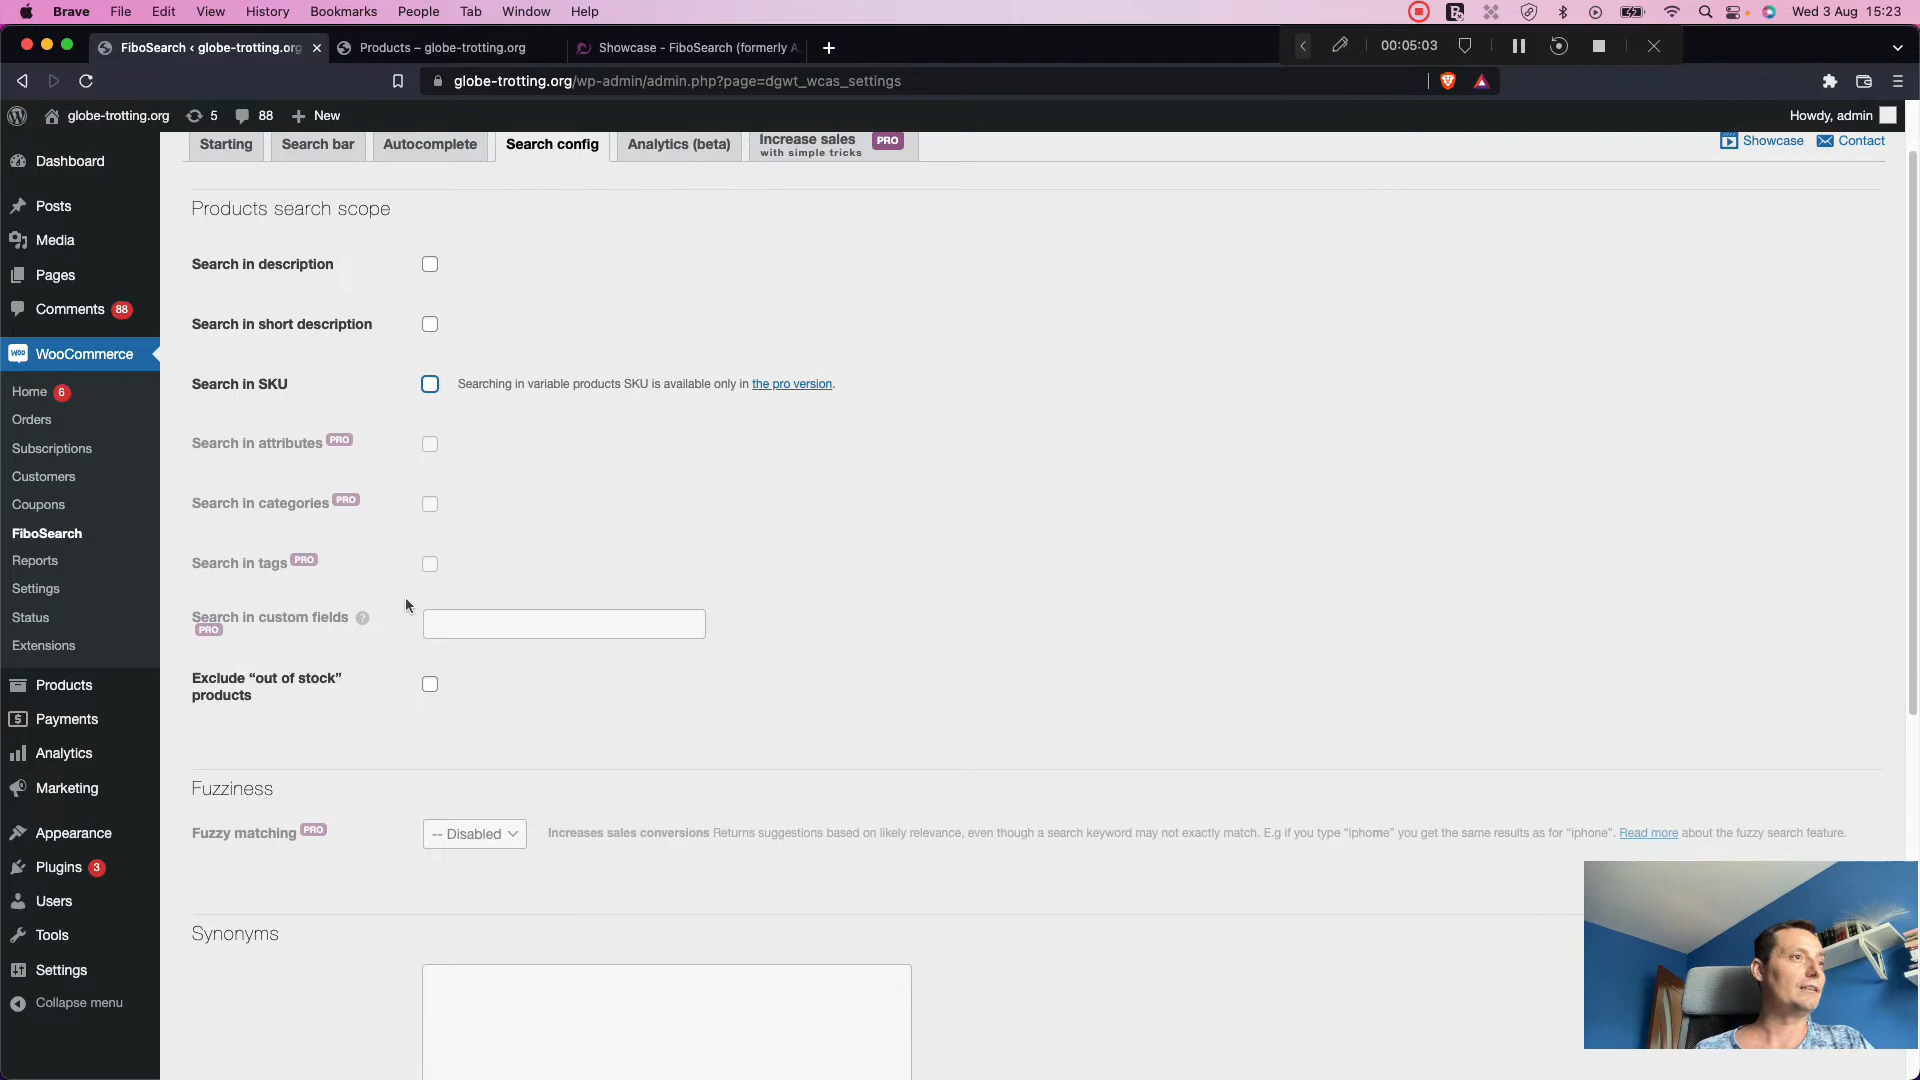 Brave File Edit View History Bookmarks People Tab Window Help Wed 3 Aug 15:23
FiboSearch ‹ globe-trotting.org Products – globe-trotting.org Showcase - FiboSearch (formerly A 00:05:03
globe-trotting.org/wp-admin/admin.php?page=dgwt_wcas_settings
globe-trotting.org 5 88 New Howdy, admin
Starting Search bar Autocomplete Search config Analytics (beta) Increase sales with simple tricks PRO Showcase Contact
Dashboard
Posts
Media
Pages
Comments 88
WooCommerce
Home 6
Orders
Subscriptions
Customers
Coupons
FiboSearch
Reports
Settings
Status
Extensions
Products
Payments
Analytics
Marketing
Appearance
Plugins 3
Users
Tools
Settings
Collapse menu
Products search scope
Search in description
Search in short description
Search in SKU Searching in variable products SKU is available only in the pro version.
Search in attributes PRO
Search in categories PRO
Search in tags PRO
Search in custom fields ?
PRO
Exclude “out of stock”
products
Fuzziness
Fuzzy matching PRO -- Disabled Increases sales conversions Returns suggestions based on likely relevance, even though a search keyword may not exactly match. E.g if you type “iphome” you get the same results as for “iphone”. Read more about the fuzzy search feature.
Synonyms